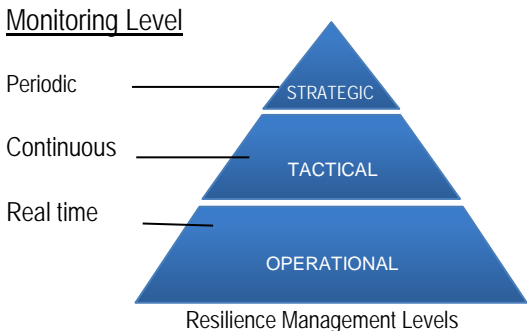 Monitoring Level
Periodic
STRATEGIC
Continuous
TACTICAL
Real time
OPERATIONAL
Resilience Management Levels